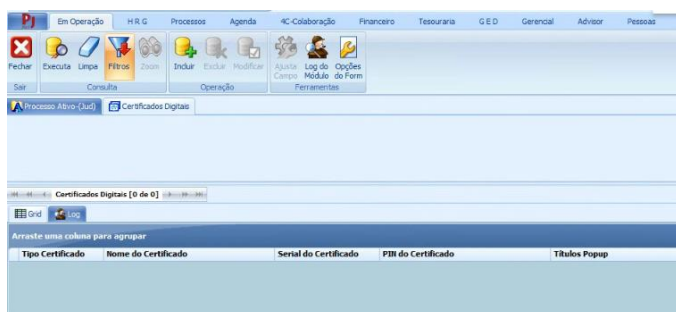 PJ Em Operação H R G Processos Agenda 4C-Colaboração Financeiro Tesouraria G E D Gerencial Advisor Pessoas
Fechar Executa Limpa Filtros Zoom Incluir Excluir Modificar Ajusta Campo Log do Módulo Opções do Form
Sair Consulta Operação Ferramentas
Processo Ativo-(Jud) Certificados Digitais
Certificados Digitais [0 de 0]
Grid Log
Arraste uma coluna para agrupar
Tipo Certificado Nome do Certificado Serial do Certificado PIN do Certificado Títulos Popup